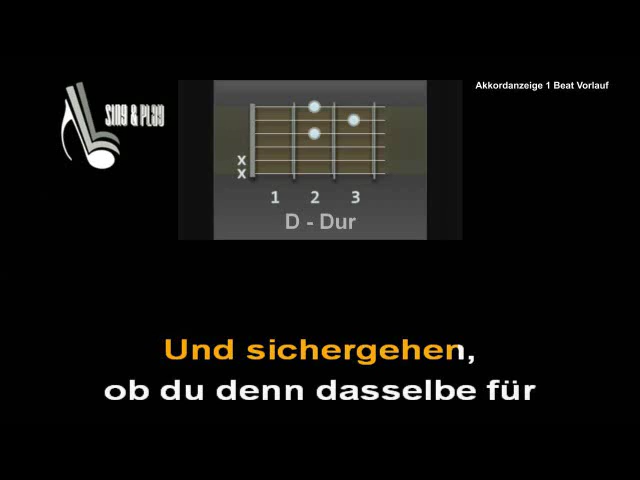 Akkordanzeige 1 Beat Vorlauf
SING & PLAY
x
x
1 2 3
D - Dur
Und sichergehen,
ob du denn dasselbe für